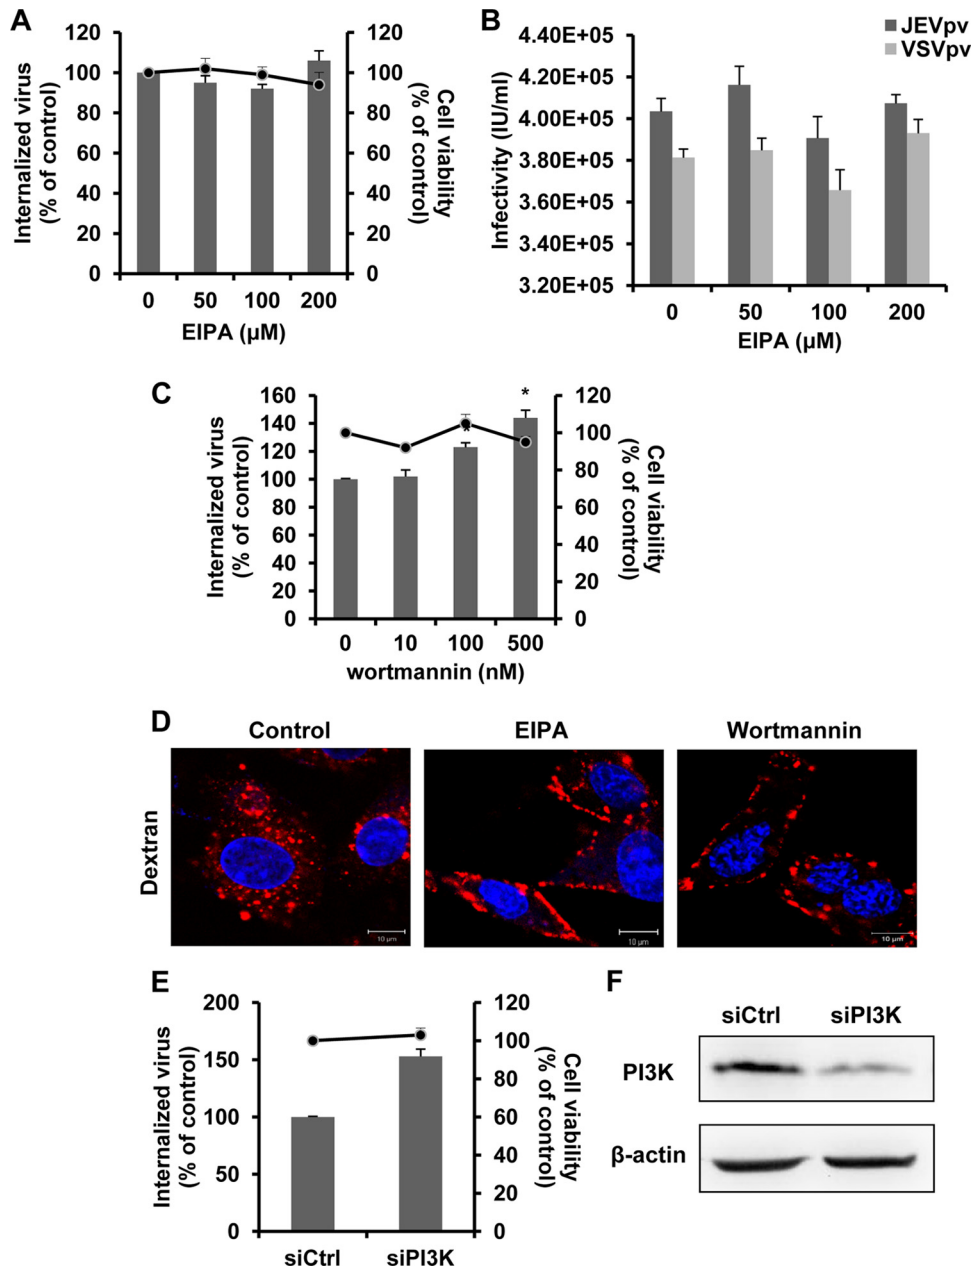 A
120
100
80
60
40
20
0
Internalized virus
(% of control)
120
100
80
60
40
20
0
Cell viability
(% of control)
0 50 100 200
EIPA (µM)
B
JEVpv
VSVpv
4.40E+05
4.20E+05
4.00E+05
3.80E+05
3.60E+05
3.40E+05
3.20E+05
Infectivity (IU/ml)
0 50 100 200
EIPA (µM)
C
160
140
120
100
80
60
40
20
0
Internalized virus
(% of control)
*
*
120
100
80
60
40
20
0
Cell viability
(% of control)
0 10 100 500
wortmannin (nM)
D
Control EIPA Wortmannin
Dextran
10 µm
10 µm
10 µm
E
200
150
100
50
0
Internalized virus
(% of control)
120
100
80
60
40
20
0
Cell viability
(% of control)
siCtrl siPI3K
F
siCtrl siPI3K
PI3K
β-actin